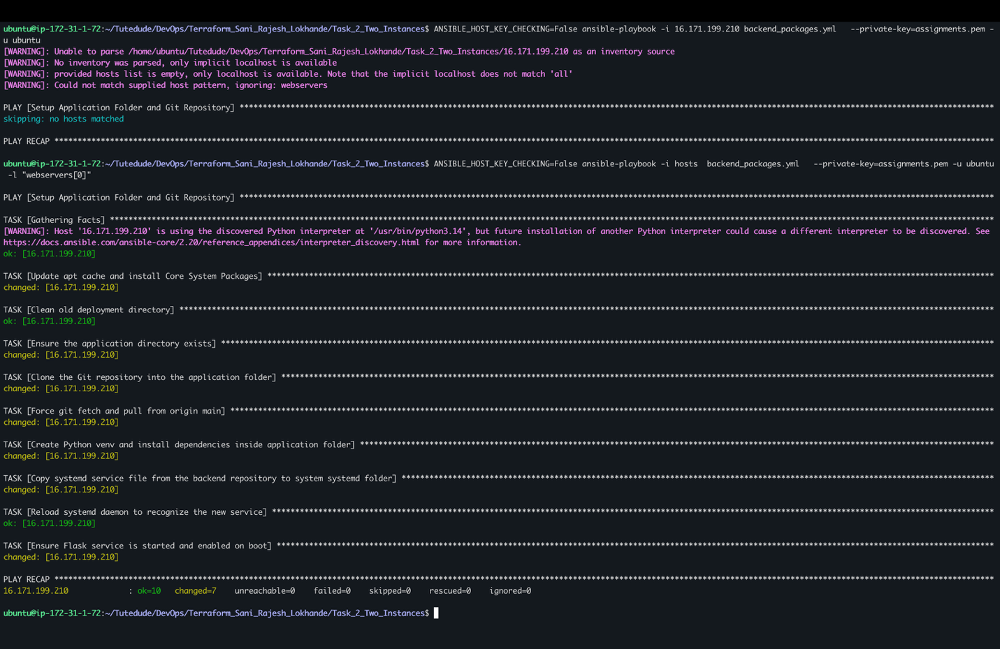 ubuntu@ip-172-31-1-72:~/Tutedude/DevOps/Terraform_Sani_Rajesh_Lokhande/Task_2_Two_Instances$ ANSIBLE_HOST_KEY_CHECKING=False ansible-playbook -i 16.171.199.210 backend_packages.yml   --private-key=assignments.pem -
u ubuntu
[WARNING]: Unable to parse /home/ubuntu/Tutedude/DevOps/Terraform_Sani_Rajesh_Lokhande/Task_2_Two_Instances/16.171.199.210 as an inventory source
[WARNING]: No inventory was parsed, only implicit localhost is available
[WARNING]: provided hosts list is empty, only localhost is available. Note that the implicit localhost does not match 'all'
[WARNING]: Could not match supplied host pattern, ignoring: webservers
PLAY [Setup Application Folder and Git Repository] ******************************
skipping: no hosts matched
PLAY RECAP ******************************
ubuntu@ip-172-31-1-72:~/Tutedude/DevOps/Terraform_Sani_Rajesh_Lokhande/Task_2_Two_Instances$ ANSIBLE_HOST_KEY_CHECKING=False ansible-playbook -i hosts  backend_packages.yml   --private-key=assignments.pem -u ubuntu
 -l "webservers[0]"
PLAY [Setup Application Folder and Git Repository] ******************************
TASK [Gathering Facts] ******************************
[WARNING]: Host '16.171.199.210' is using the discovered Python interpreter at '/usr/bin/python3.14', but future installation of another Python interpreter could cause a different interpreter to be discovered. See
https://docs.ansible.com/ansible-core/2.20/reference_appendices/interpreter_discovery.html for more information.
ok: [16.171.199.210]
TASK [Update apt cache and install Core System Packages] ******************************
changed: [16.171.199.210]
TASK [Clean old deployment directory] ******************************
ok: [16.171.199.210]
TASK [Ensure the application directory exists] ******************************
changed: [16.171.199.210]
TASK [Clone the Git repository into the application folder] ******************************
changed: [16.171.199.210]
TASK [Force git fetch and pull from origin main] ******************************
changed: [16.171.199.210]
TASK [Create Python venv and install dependencies inside application folder] ******************************
changed: [16.171.199.210]
TASK [Copy systemd service file from the backend repository to system systemd folder] ******************************
changed: [16.171.199.210]
TASK [Reload systemd daemon to recognize the new service] ******************************
ok: [16.171.199.210]
TASK [Ensure Flask service is started and enabled on boot] ******************************
changed: [16.171.199.210]
PLAY RECAP ******************************
16.171.199.210             : ok=10   changed=7    unreachable=0    failed=0    skipped=0    rescued=0    ignored=0
ubuntu@ip-172-31-1-72:~/Tutedude/DevOps/Terraform_Sani_Rajesh_Lokhande/Task_2_Two_Instances$